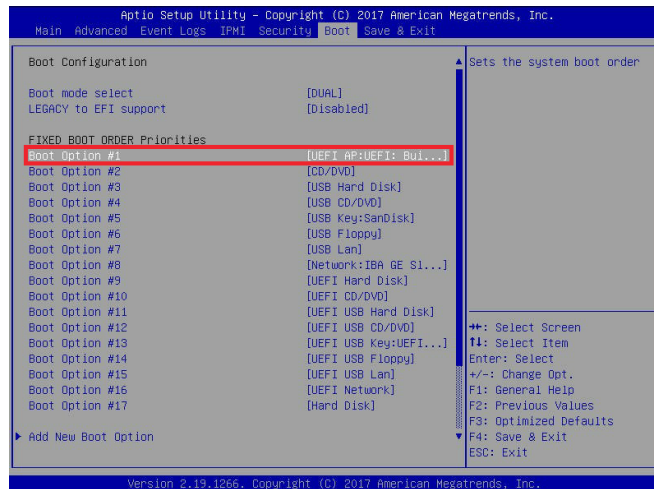 Aptio Setup Utility - Copyright (C) 2017 American Megatrends, Inc.
Main Advanced Event Logs IPMI Security Boot Save & Exit
Boot Configuration
Sets the system boot order
Boot mode select [DUAL]
LEGACY to EFI support [Disabled]
FIXED BOOT ORDER Priorities
Boot Option #1 [UEFI AP:UEFI: Bui...]
Boot Option #2 [CD/DVD]
Boot Option #3 [USB Hard Disk]
Boot Option #4 [USB CD/DVD]
Boot Option #5 [USB Key:SanDisk]
Boot Option #6 [USB Floppy]
Boot Option #7 [USB Lan]
Boot Option #8 [Network:IBA GE Sl...]
Boot Option #9 [UEFI Hard Disk]
Boot Option #10 [UEFI CD/DVD]
Boot Option #11 [UEFI USB Hard Disk]
Boot Option #12 [UEFI USB CD/DVD]
Boot Option #13 [UEFI USB Key:UEFI...]
Boot Option #14 [UEFI USB Floppy]
Boot Option #15 [UEFI USB Lan]
Boot Option #16 [UEFI Network]
Boot Option #17 [Hard Disk]
Add New Boot Option
→←: Select Screen
↑↓: Select Item
Enter: Select
+/-: Change Opt.
F1: General Help
F2: Previous Values
F3: Optimized Defaults
F4: Save & Exit
ESC: Exit
Version 2.19.1266. Copyright (C) 2017 American Megatrends, Inc.